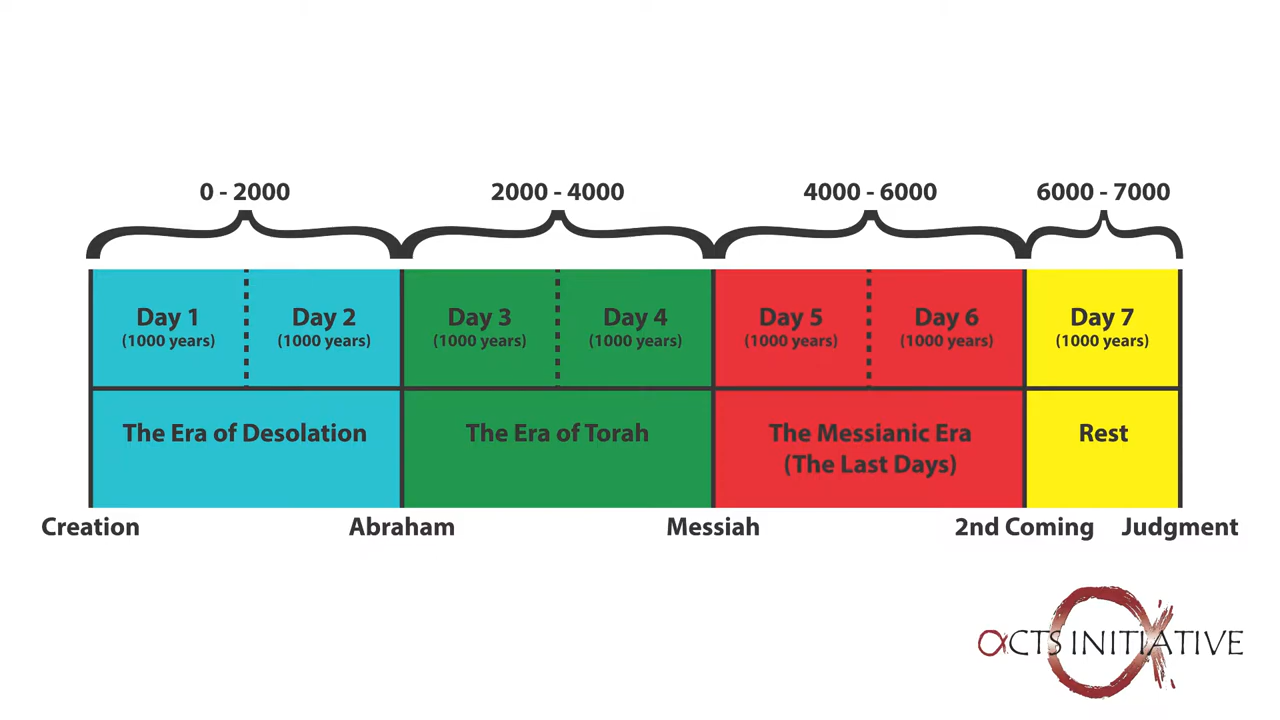 0 - 2000 2000 - 4000 4000 - 6000 6000 - 7000
Day 1 Day 2 Day 3 Day 4 Day 5 Day 6 Day 7
(1000 years) (1000 years) (1000 years) (1000 years) (1000 years) (1000 years) (1000 years)
The Era of Desolation The Era of Torah The Messianic Era Rest
(The Last Days)
Creation Abraham Messiah 2nd Coming Judgment
αCTS INITIATIVE